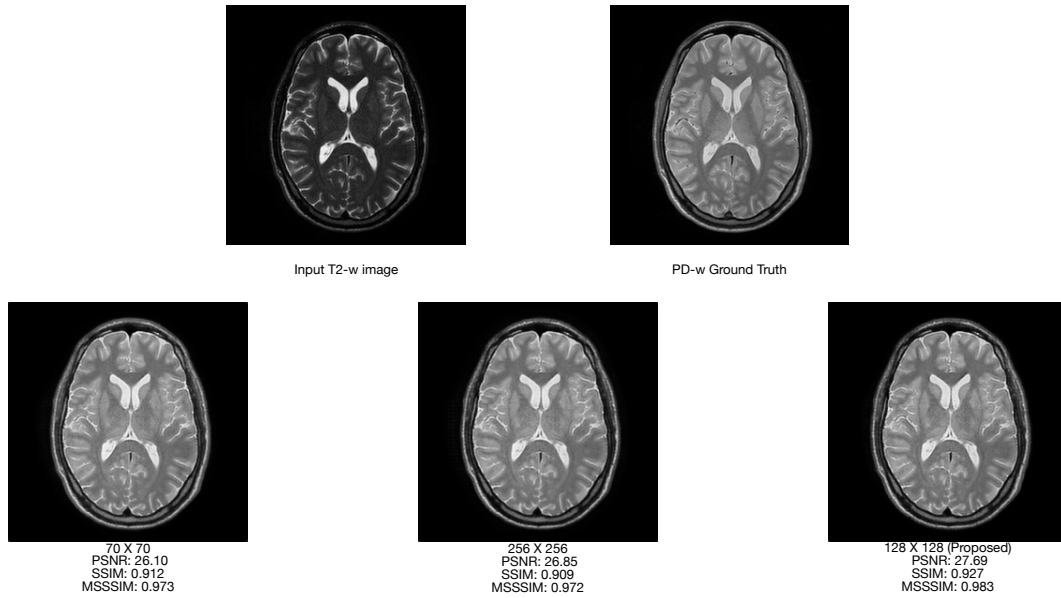 Input T2-w image
PD-w Ground Truth
70 X 70
PSNR: 26.10
SSIM: 0.912
MSSSIM: 0.973
256 X 256
PSNR: 26.85
SSIM: 0.909
MSSSIM: 0.972
128 X 128 (Proposed)
PSNR: 27.69
SSIM: 0.927
MSSSIM: 0.983